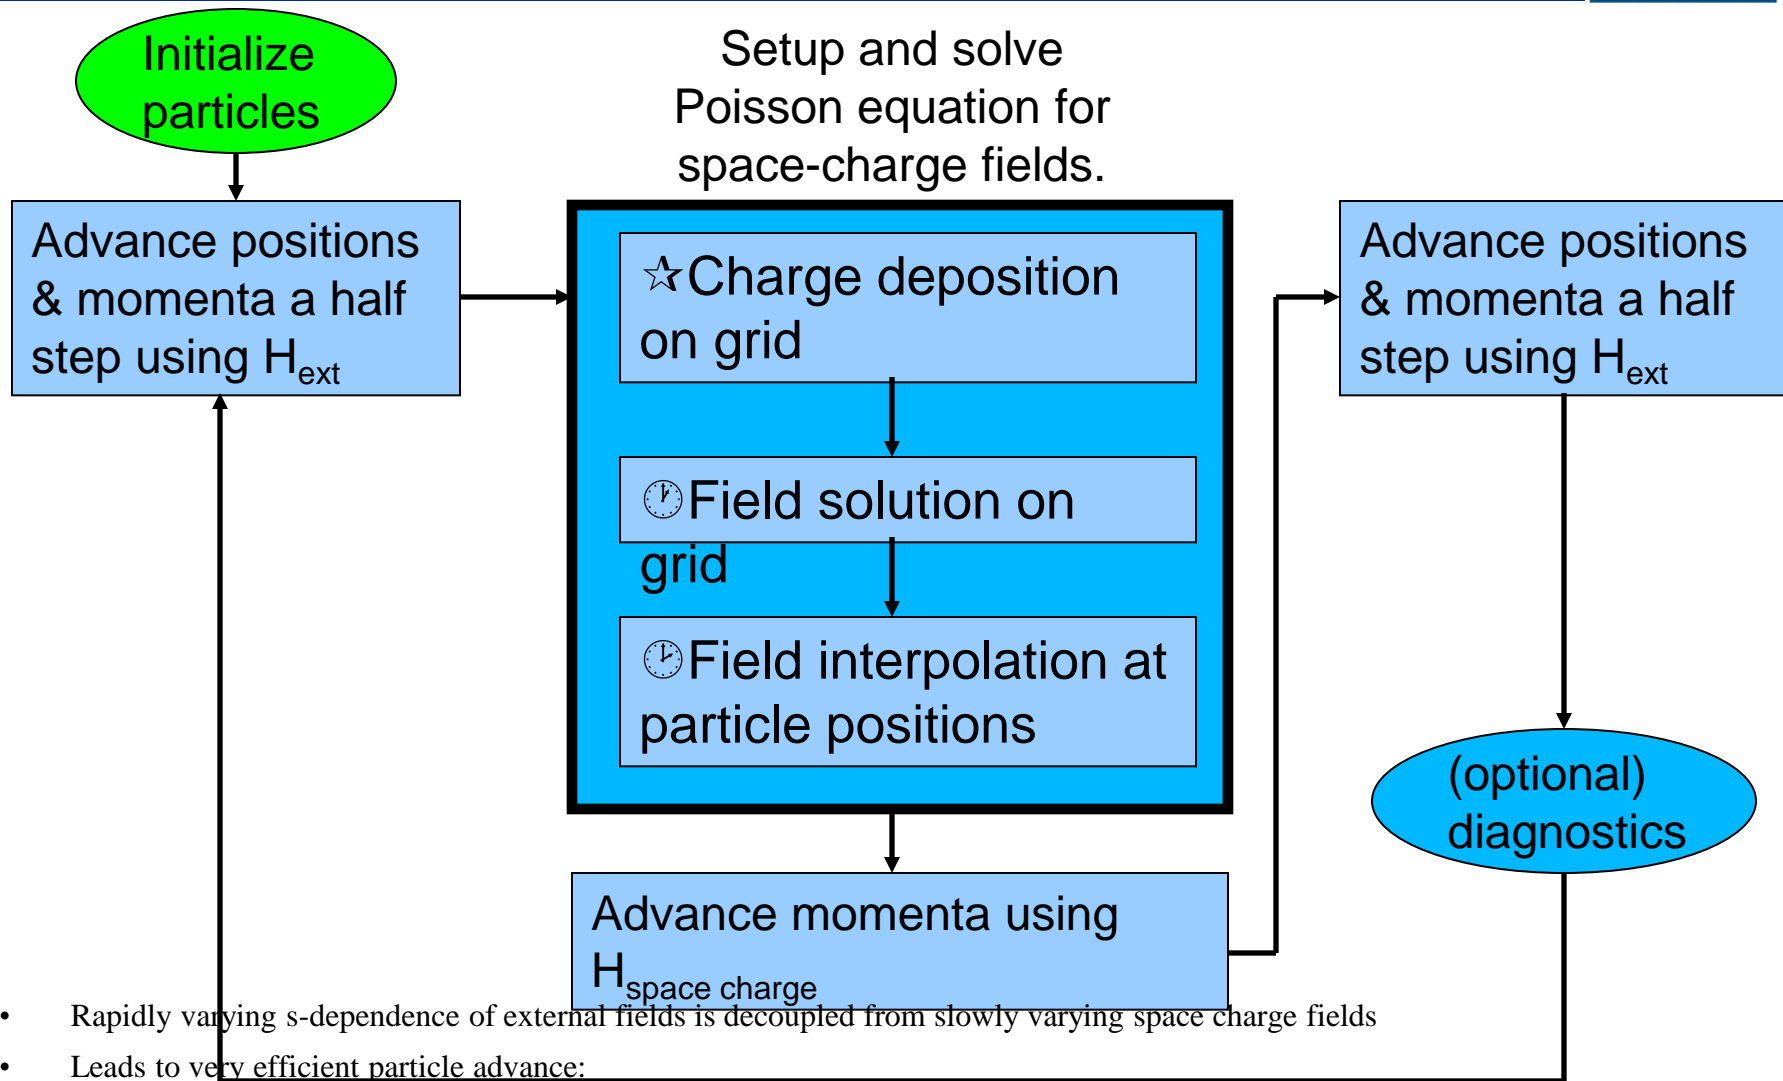 Initialize
particles
Setup and solve
Poisson equation for
space-charge fields.
Advance positions
& momenta a half
step using H_ext
☆Charge deposition
on grid
🕐Field solution on
grid
🕑Field interpolation at
particle positions
Advance momenta using
H_space charge
Advance positions
& momenta a half
step using H_ext
(optional)
diagnostics
• Rapidly varying s-dependence of external fields is decoupled from slowly varying space charge fields
• Leads to very efficient particle advance: